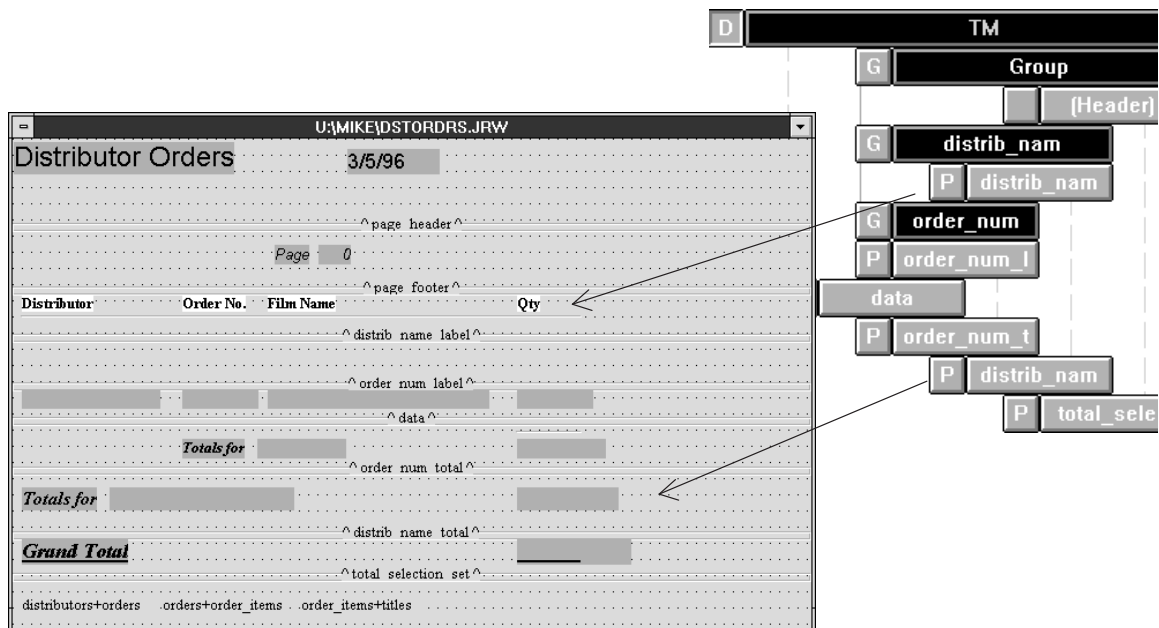 D TM
G Group
(Header)
G distrib_nam
P distrib_nam
G order_num
P order_num_l
data
P order_num_t
P distrib_nam
P total_sele
U:\MIKE\DSTORDRS.JRW
Distributor Orders 3/5/96
^ page header ^
Page 0
^ page footer ^
Distributor Order No. Film Name Qty
^ distrib name label ^
^ order num label ^
^ data ^
Totals for
^ order num total ^
Totals for
^ distrib name total ^
Grand Total
^ total selection set ^
distributors+orders orders+order_items order_items+titles